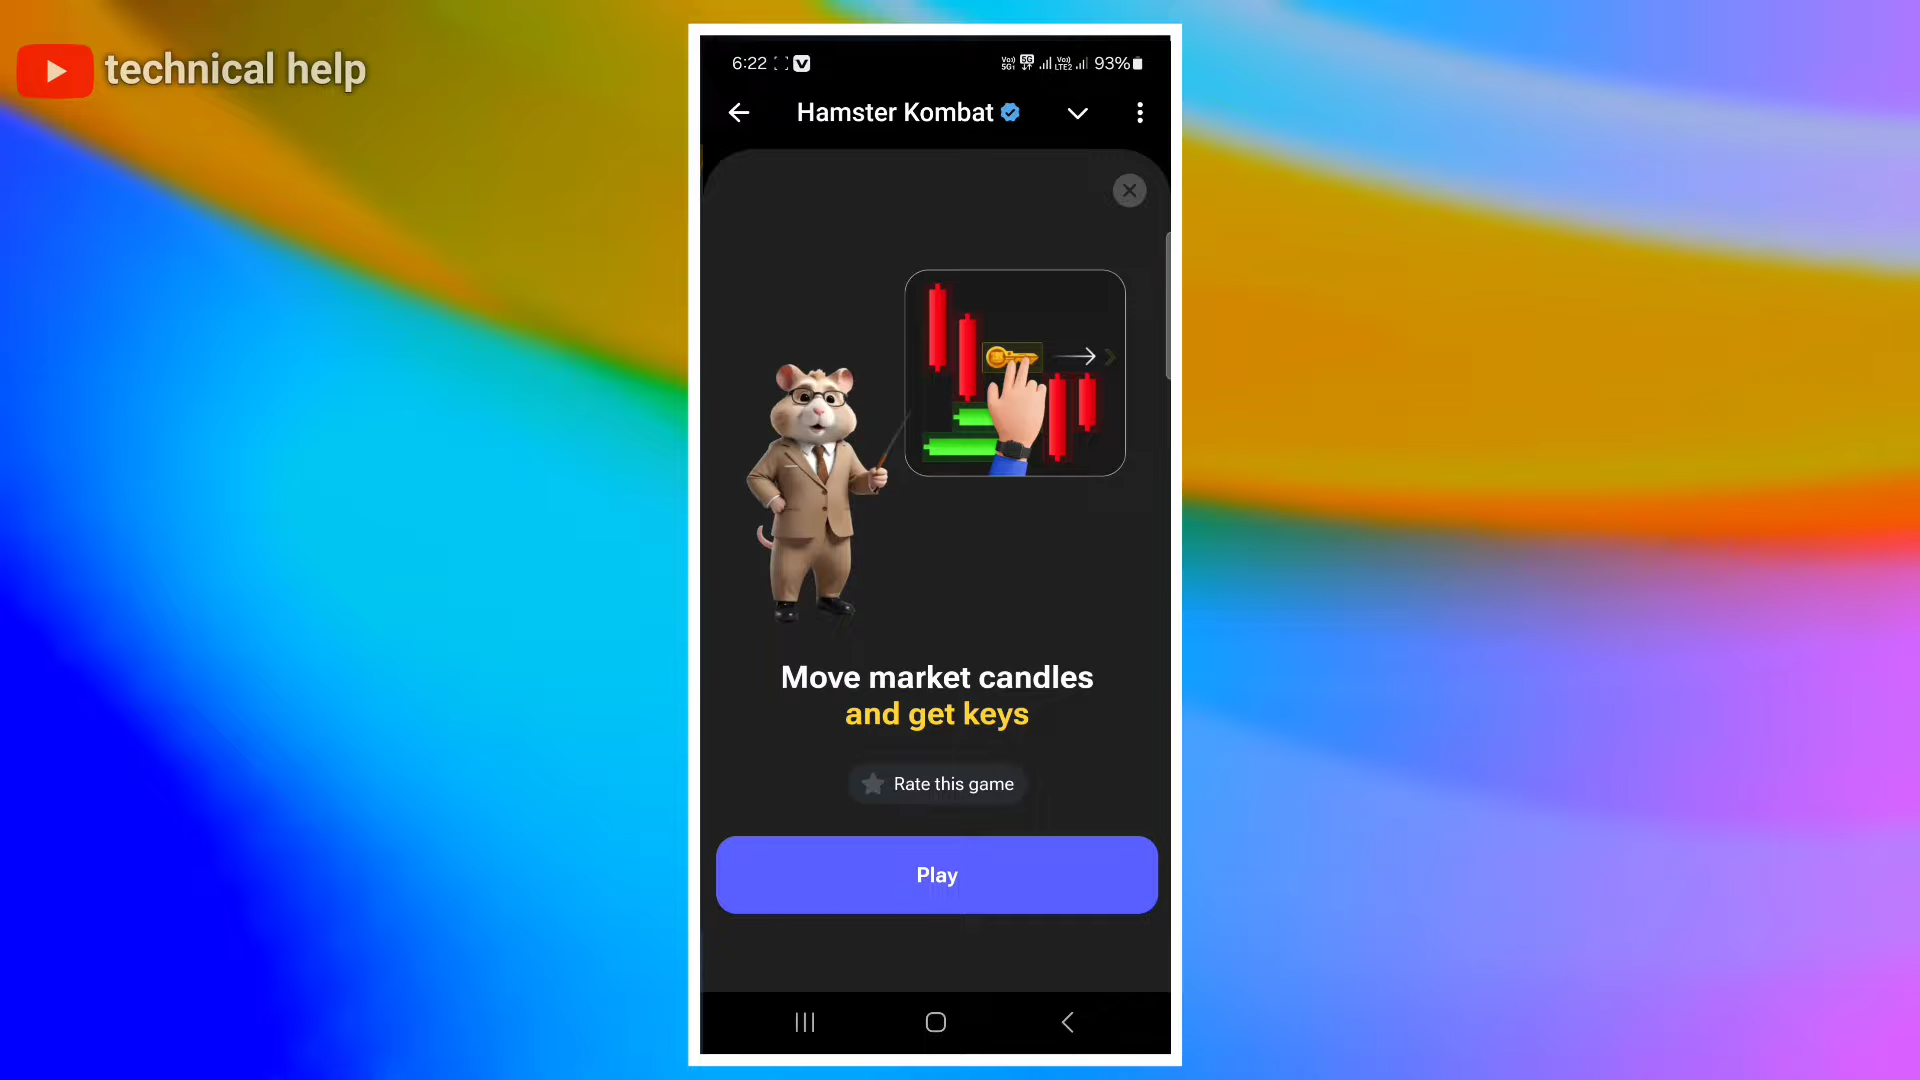 technical help
6:22
93%
Hamster Kombat
Move market candles
and get keys
Rate this game
Play